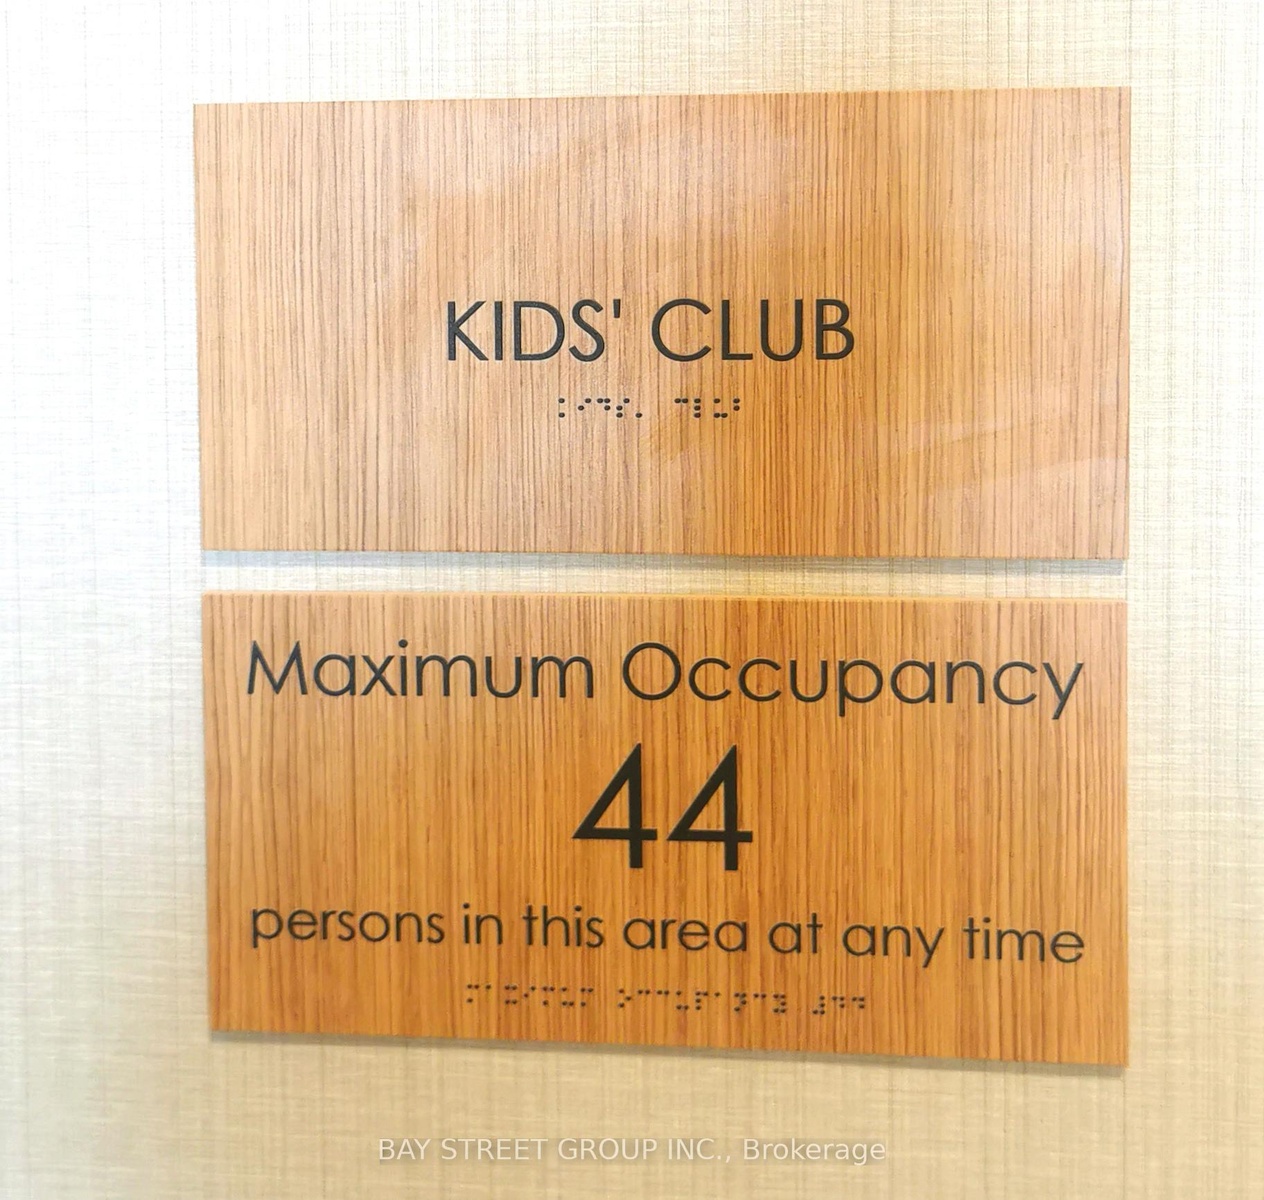 KIDS' CLUB
⠅⠊⠙⠎⠄ ⠉⠇⠥⠃
Maximum Occupancy
44
persons in this area at any time
⠍⠁⠭⠊⠍⠥⠍ ⠕⠉⠉⠥⠏⠁⠝⠉⠽ ⠼⠙⠙
BAY STREET GROUP INC., Brokerage